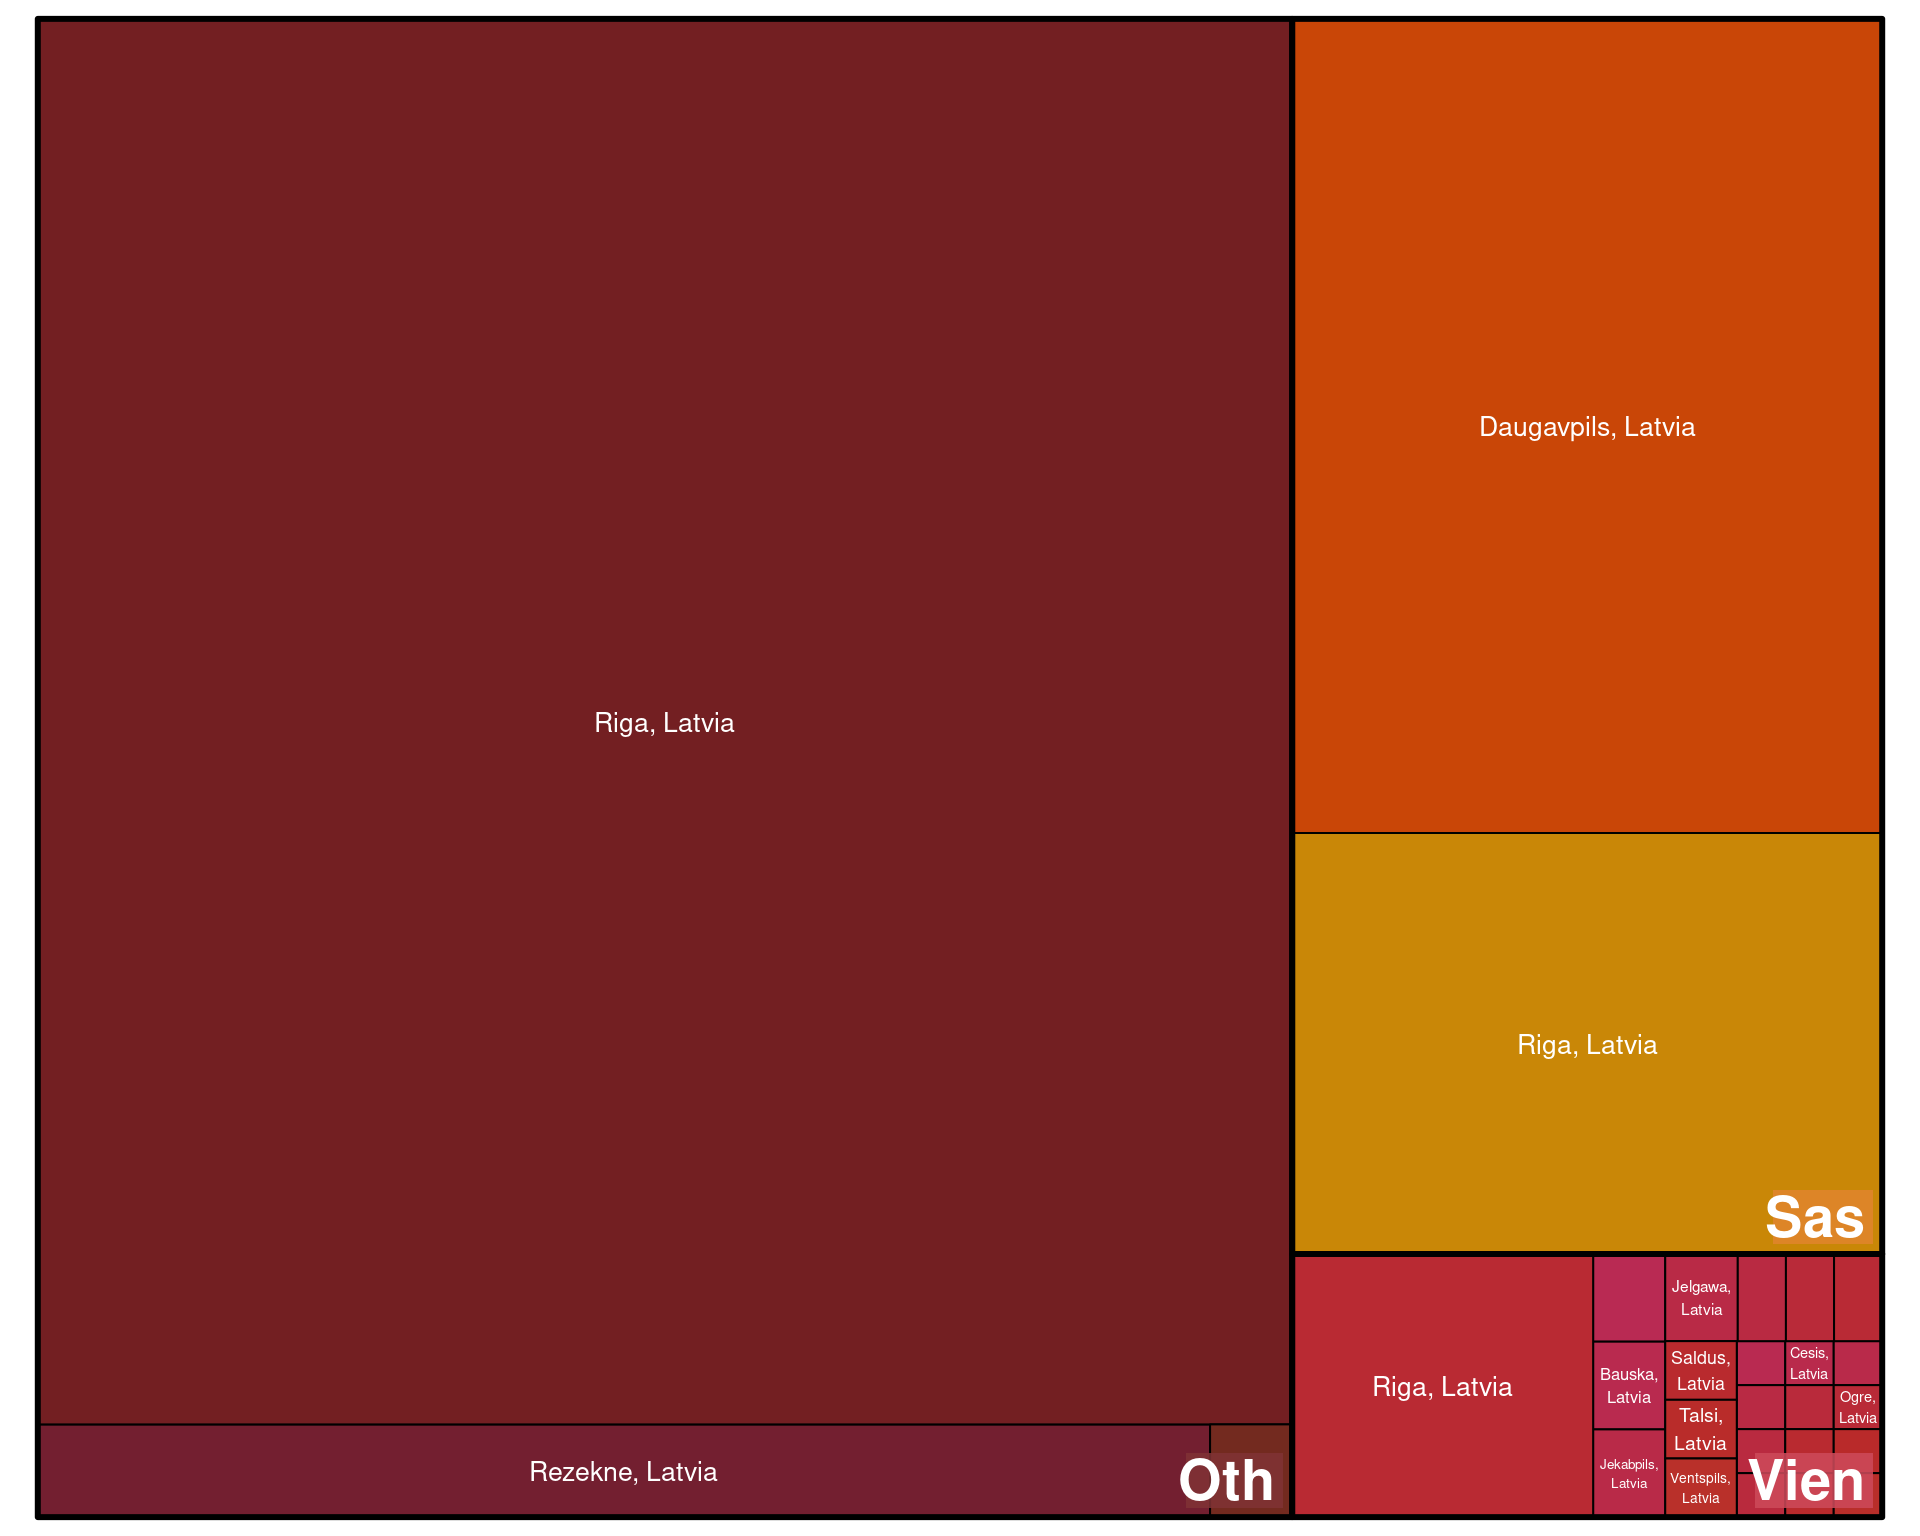 Riga, Latvia
Rezekne, Latvia
Oth
Daugavpils, Latvia
Riga, Latvia
Sas
Riga, Latvia
Bauska,
Latvia
Jekabpils,
Latvia
Jelgawa,
Latvia
Saldus,
Latvia
Talsi,
Latvia
Ventspils,
Latvia
Cesis,
Latvia
Ogre,
Latvia
Vien